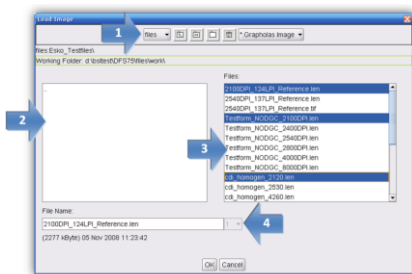 Load Image
1
files
* Grapholas Image
files:Esko_Testfiles\
Working Folder: d:\bsttest\DFS75\files\work\
Files:
..
2100DPI_124LPI_Reference.len
2540DPI_137LPI_Reference.len
2540DPI_137LPI_Reference.tif
Testform_NODGC_2100DPI.len
Testform_NODGC_2400DPI.len
Testform_NODGC_2540DPI.len
Testform_NODGC_2800DPI.len
Testform_NODGC_4000DPI.len
Testform_NODGC_8000DPI.len
cdi_homogen_2120.len
cdi_homogen_2530.len
cdi_homogen_4260.len
2
3
File Name:
2100DPI_124LPI_Reference.len
4
(2277 kByte) 05 Nov 2008 11:23:42
OK
Cancel